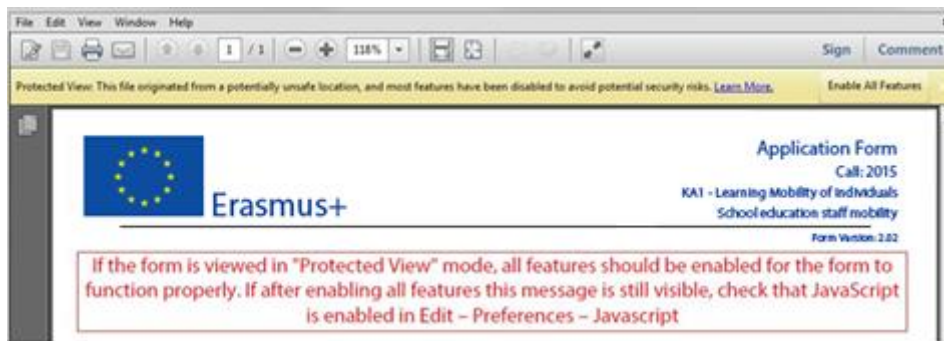 File Edit View Window Help
1 / 1 118% Sign Comment
Protected View: This file originated from a potentially unsafe location, and most features have been disabled to avoid potential security risks. Learn More. Enable All Features
Application Form
Call: 2015
KA1 - Learning Mobility of Individuals
Erasmus+ School education staff mobility
Form Version: 2.02
If the form is viewed in "Protected View" mode, all features should be enabled for the form to
function properly. If after enabling all features this message is still visible, check that JavaScript
is enabled in Edit – Preferences – Javascript